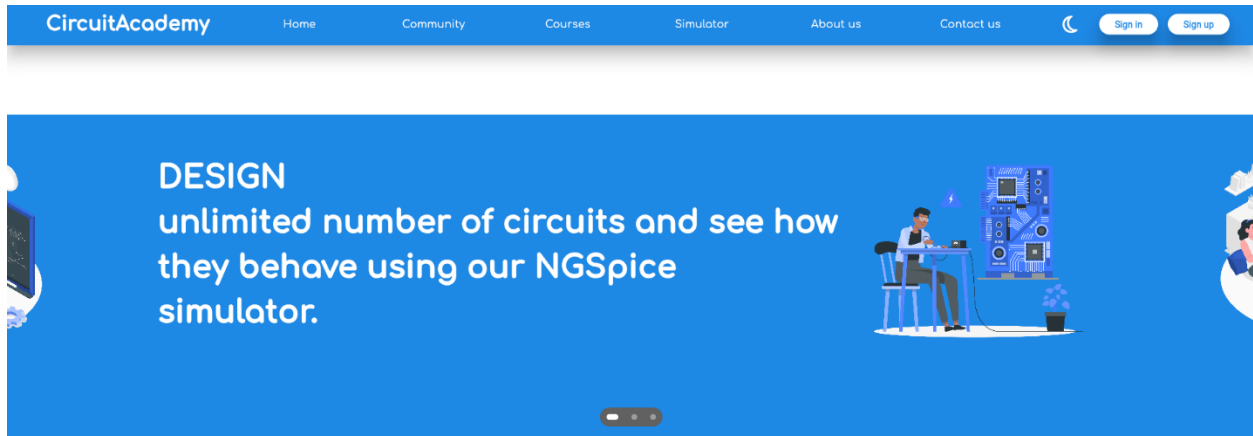 CircuitAcademy Home Community Courses Simulator About us Contact us Sign in Sign up
DESIGN
unlimited number of circuits and see how
they behave using our NGSpice
simulator.